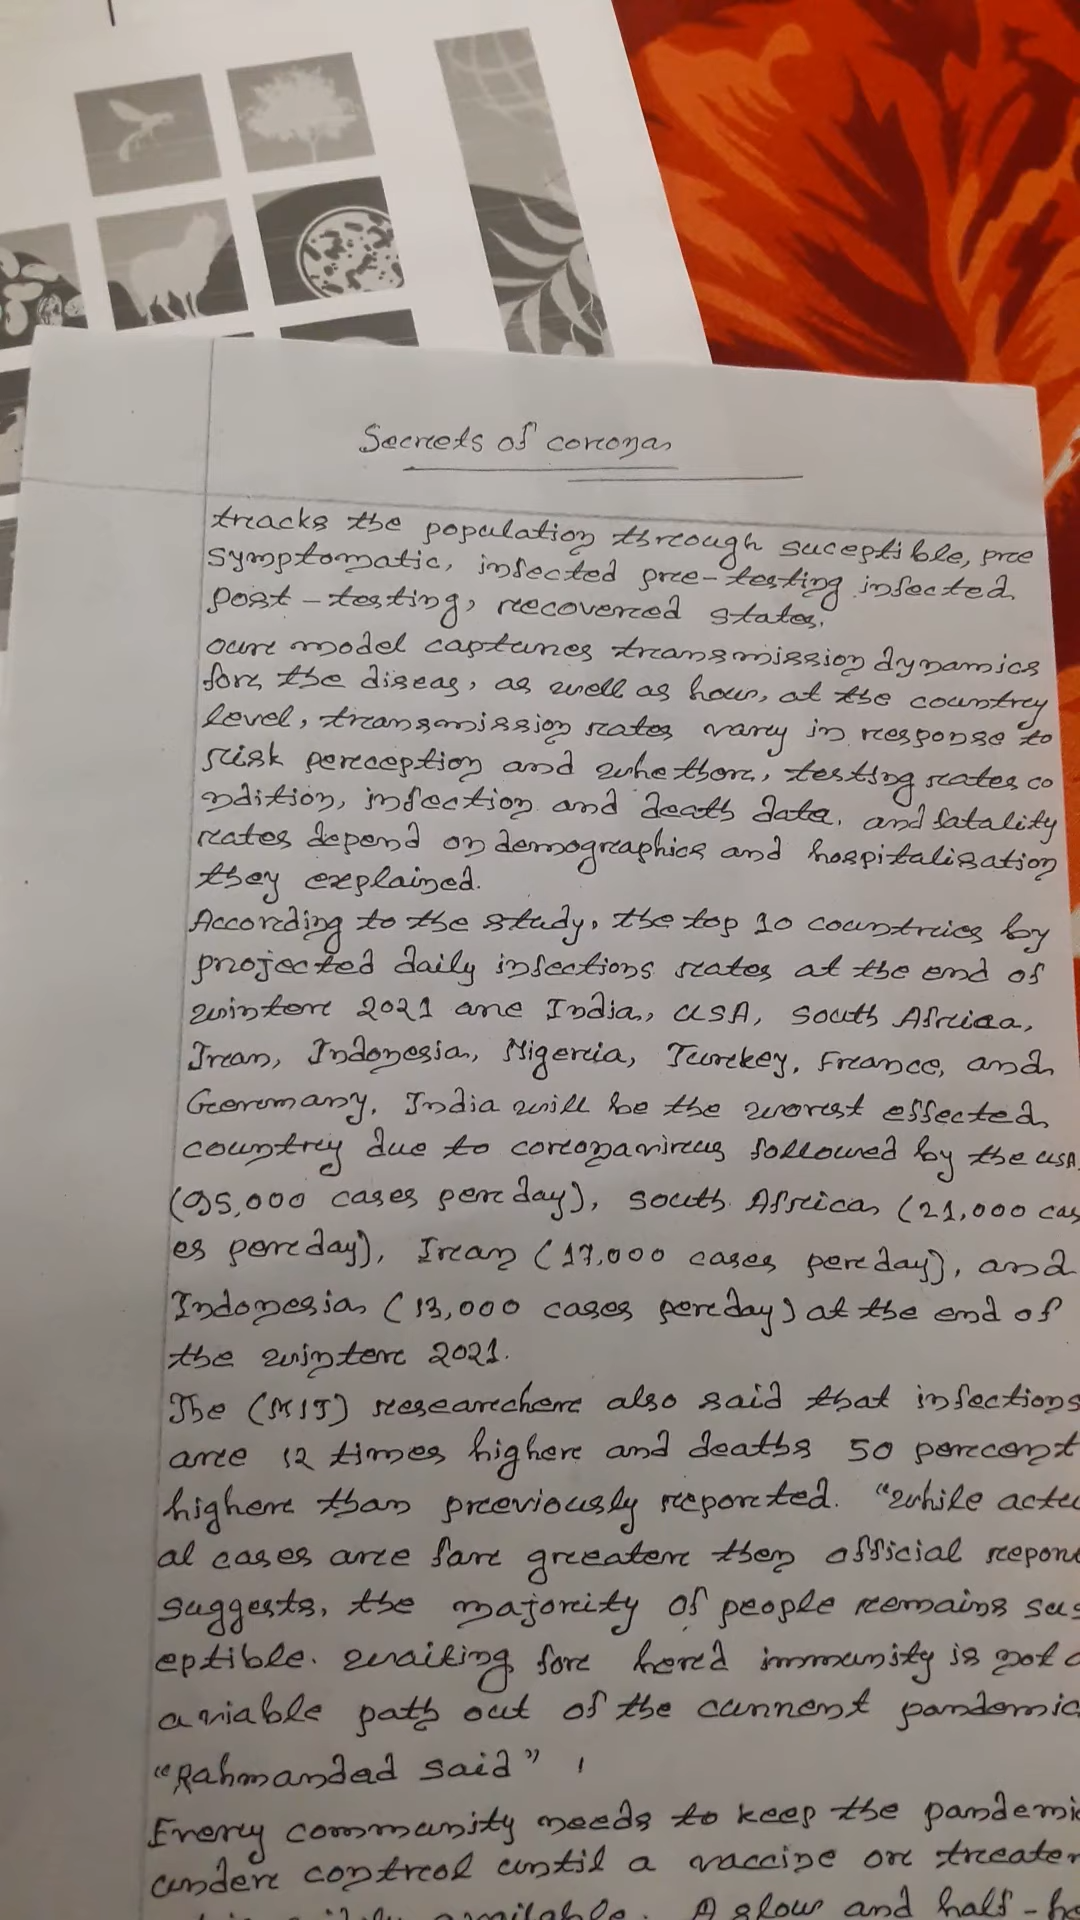 Secrets of corona
tracks the population through suceptible, pre
symptomatic, infected pre-testing infected
post-testing, recovered states.
our model captures transmission dynamics
for the diseas, as well as how, at the country
level, transmission rates vary in response to
risk perception and whether, testing rates co
ndition, infection and death data, and fatality
rates depend on demographics and hospitalisation
they explained.
According to the study, the top 10 countries by
projected daily infections rates at the end of
winter 2021 are India, USA, South Africa,
Iran, Indonesia, Nigeria, Turkey, France, and
Germany. India will be the worst effected
country due to coronavirus followed by the USA
(95,000 cases per day), South Africa (21,000 cas
es per day), Iran (17,000 cases per day), and
Indonesia (13,000 cases per day) at the end of
the winter 2021.
The (MIT) researcher also said that infections
are 12 times higher and deaths 50 percent
higher than previously reported. "while actu
al cases are far greater then official repor
suggests, the majority of people remains sus
eptible. waiting for herd immunity is not a
aviable path out of the current pandemic
"Rahmandad said"
Every community needs to keep the pandemic
under control until a vaccine or treater
available. A slow and half-he